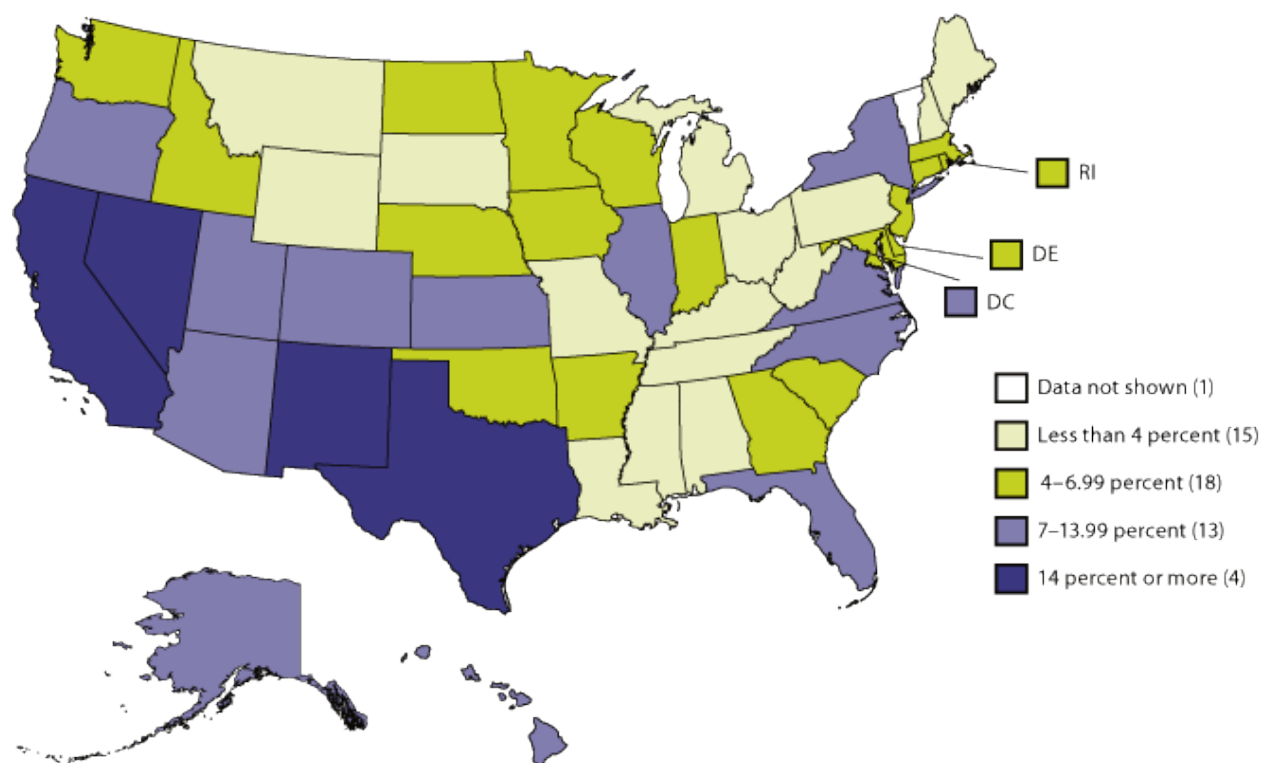 RI
DE
DC
Data not shown (1)
Less than 4 percent (15)
4–6.99 percent (18)
7–13.99 percent (13)
14 percent or more (4)